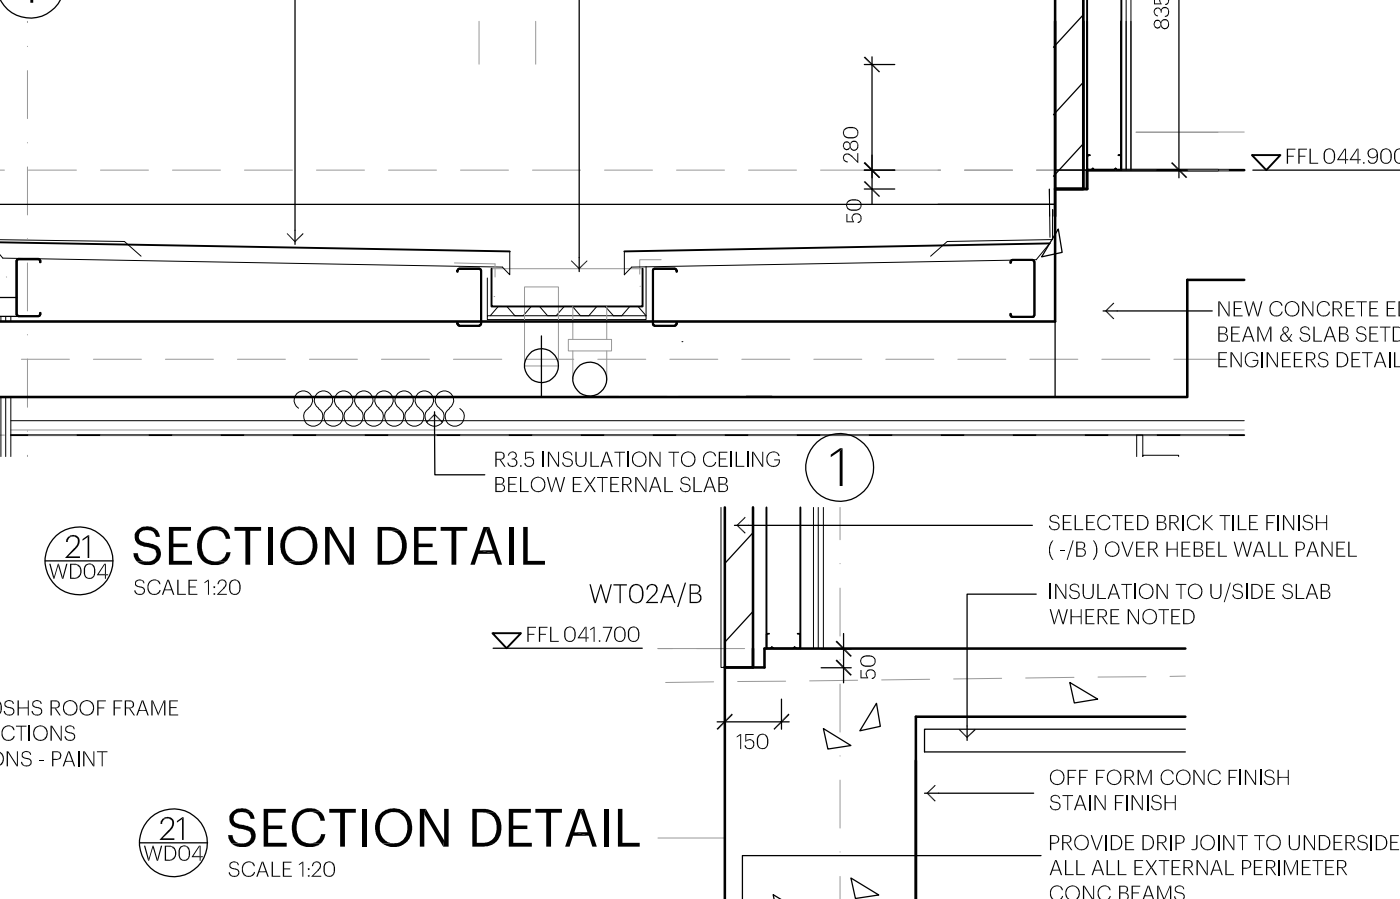 835
280
FFL 044.900
50
NEW CONCRETE
BEAM & SLAB
ENGINEERS DETAIL
R3.5 INSULATION TO CEILING
BELOW EXTERNAL SLAB
1
21
WD04
SECTION DETAIL
SCALE 1:20
SELECTED BRICK TILE FINISH
( -/B ) OVER HEBEL WALL PANEL
WT02A/B
INSULATION TO U/SIDE SLAB
WHERE NOTED
FFL 041.700
50
SHS ROOF FRAME
CTIONS
ONS - PAINT
150
OFF FORM CONC FINISH
STAIN FINISH
21
WD04
SECTION DETAIL
SCALE 1:20
PROVIDE DRIP JOINT TO UNDERSIDE
ALL ALL EXTERNAL PERIMETER
CONC BEAMS